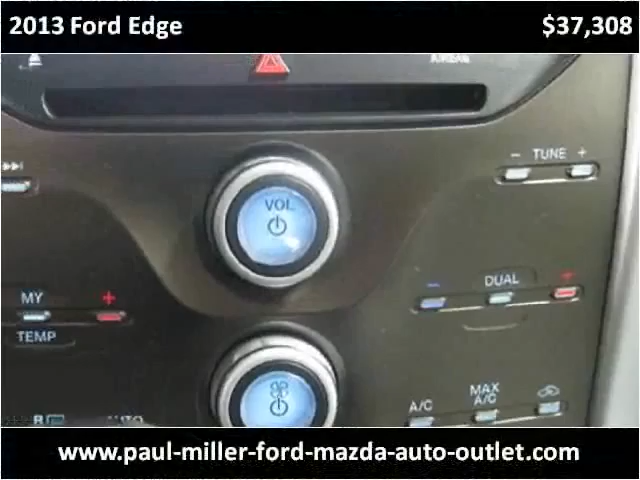 2013 Ford Edge $37,308
AIRBAG
VOL
- TUNE +
MY +
TEMP
- DUAL +
R AUTO
A/C MAX A/C
www.paul-miller-ford-mazda-auto-outlet.com